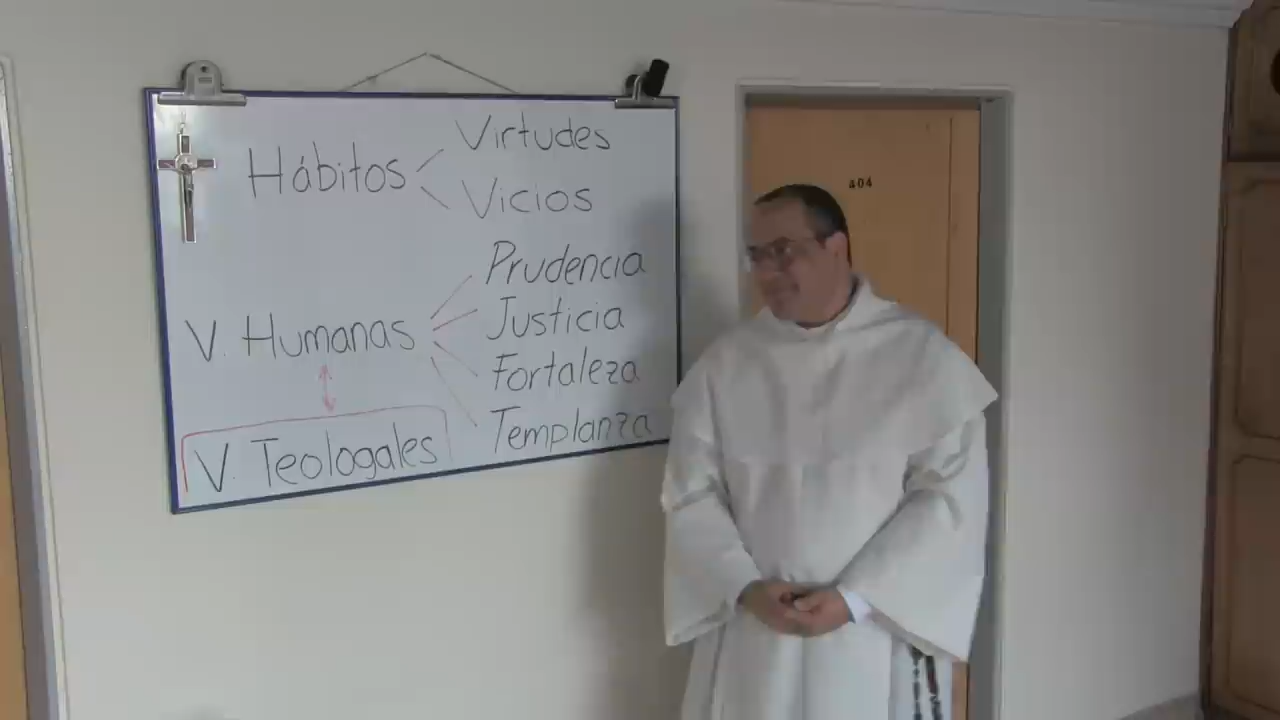 Hábitos
Virtudes
Vicios
V. Humanas
Prudencia
Justicia
Fortaleza
Templanza
V. Teologales
404